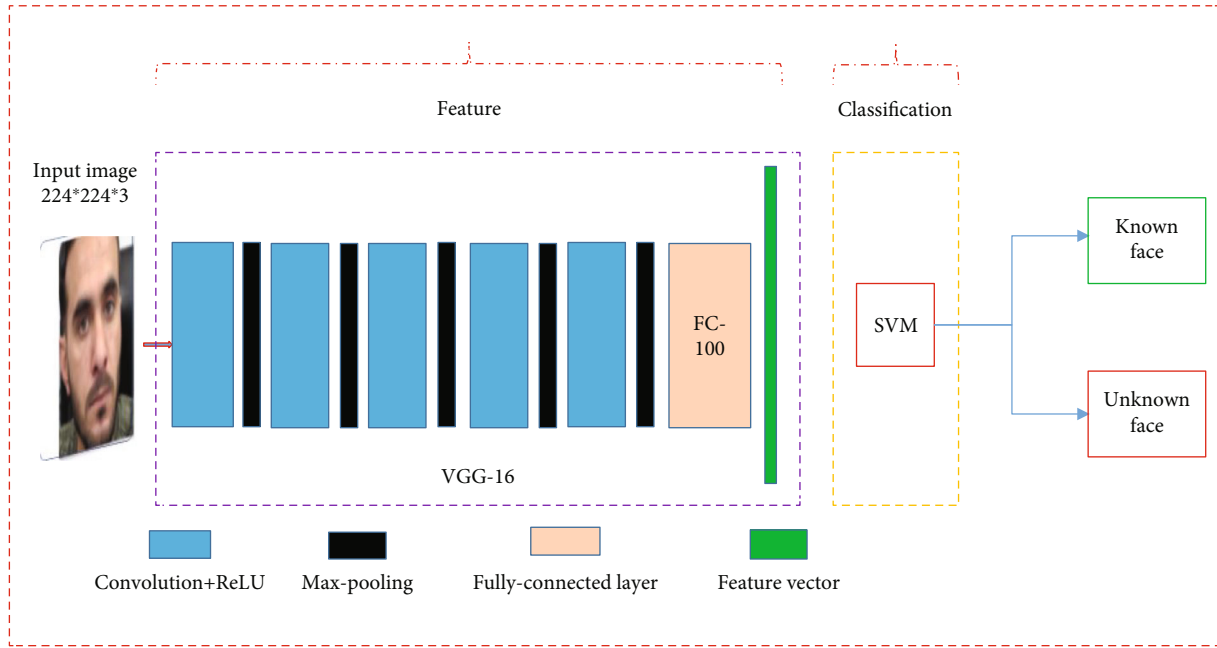 Feature
Classification
Input image
224*224*3
FC-
100
VGG-16
SVM
Known
face
Unknown
face
Convolution+ReLU
Max-pooling
Fully-connected layer
Feature vector